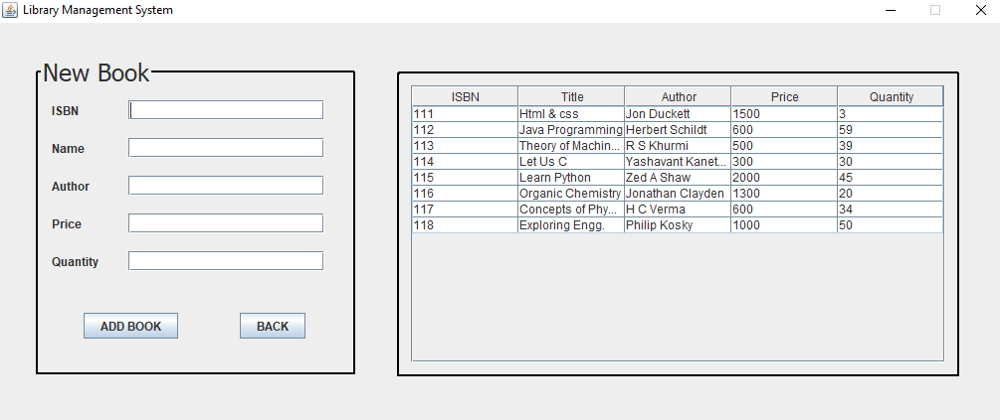 Library Management System
New Book
ISBN
Name
Author
Price
Quantity
ADD BOOK BACK
ISBN Title Author Price Quantity
111 Html & css Jon Duckett 1500 3
112 Java Programming Herbert Schildt 600 59
113 Theory of Machin... R S Khurmi 500 39
114 Let Us C Yashavant Kanet... 300 30
115 Learn Python Zed A Shaw 2000 45
116 Organic Chemistry Jonathan Clayden 1300 20
117 Concepts of Phy... H C Verma 600 34
118 Exploring Engg. Philip Kosky 1000 50